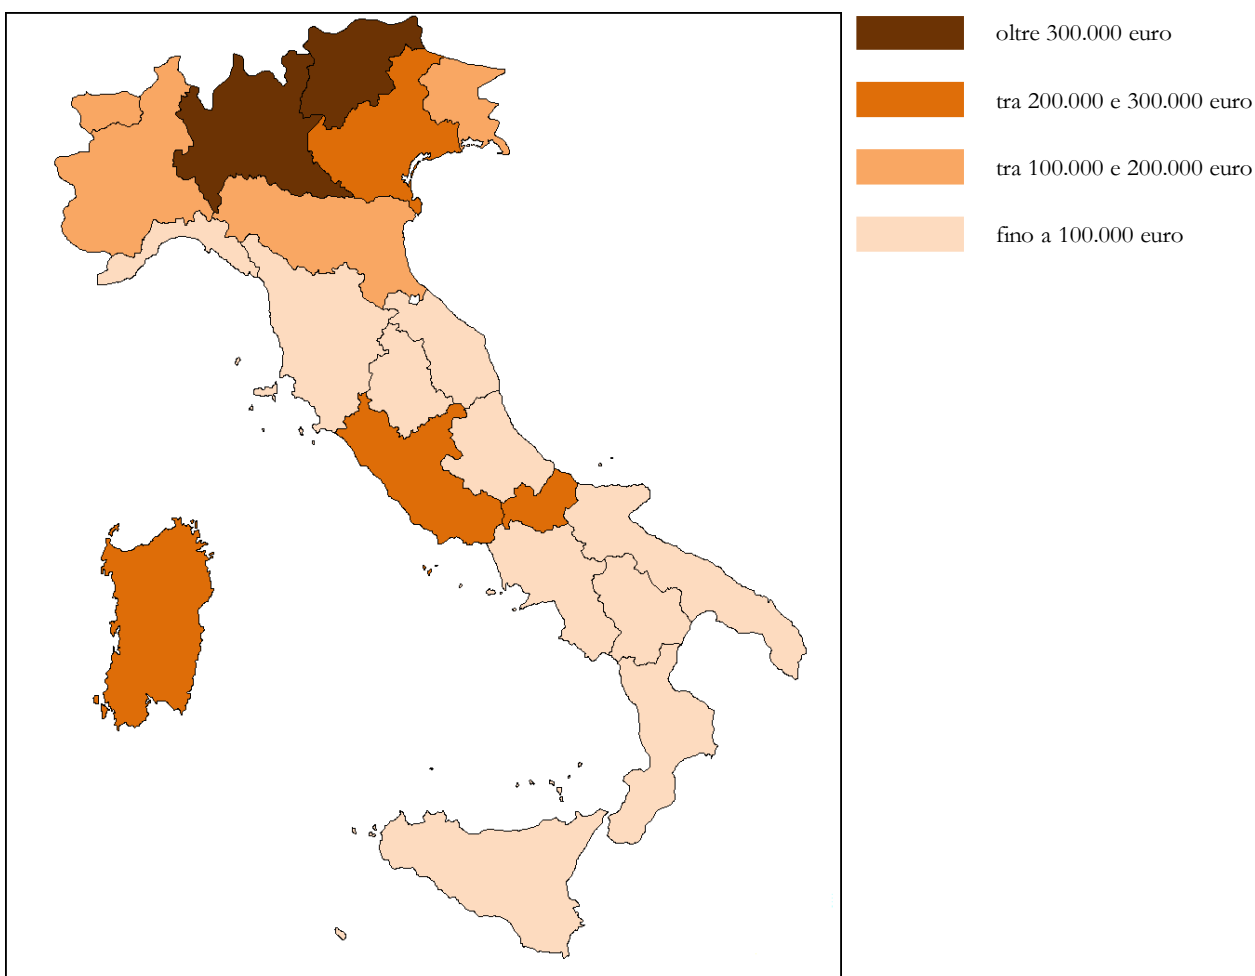 oltre 300.000 euro
tra 200.000 e 300.000 euro
tra 100.000 e 200.000 euro
fino a 100.000 euro